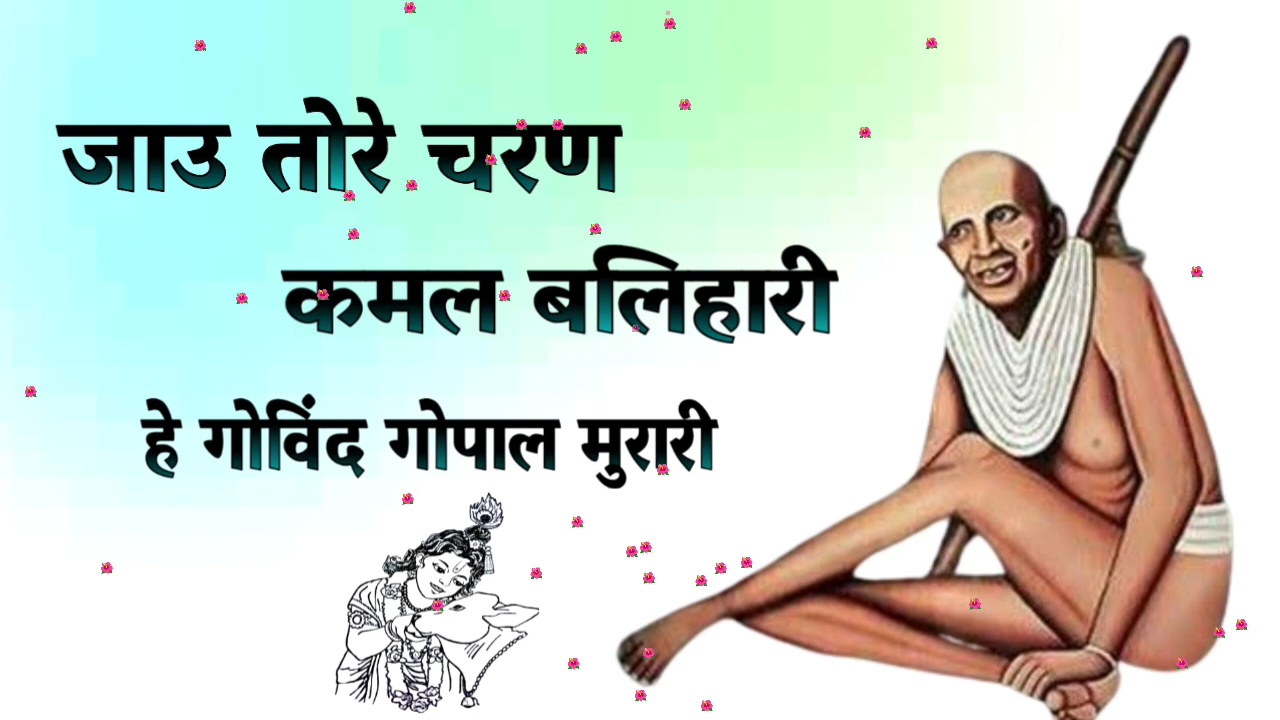 जाउ तोरे चरण
कमल बलिहारी
हे गोविंद गोपाल मुरारी